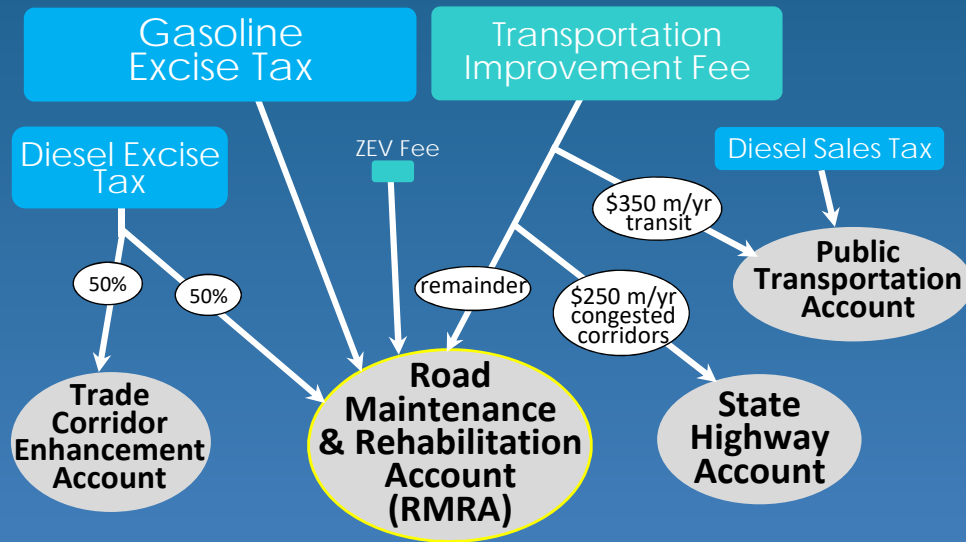 Gasoline
Excise Tax
Transportation
Improvement Fee
Diesel Excise
Tax
ZEV Fee
Diesel Sales Tax
$350 m/yr
transit
50%
50%
remainder
$250 m/yr
congested
corridors
Public
Transportation
Account
Trade
Corridor
Enhancement
Account
Road
Maintenance
& Rehabilitation
Account
(RMRA)
State
Highway
Account